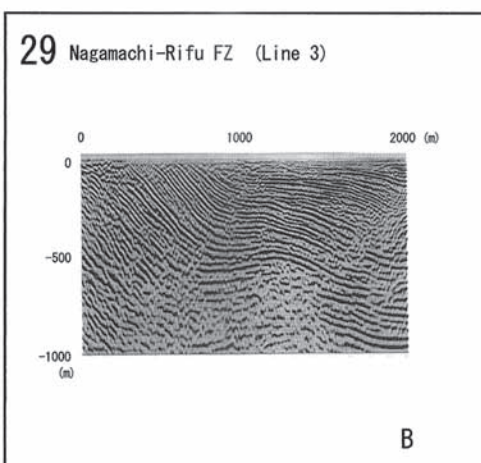 29 Nagamachi-Rifu FZ (Line 3)
0 1000 2000 (m)
0
-500
-1000
(m)
B